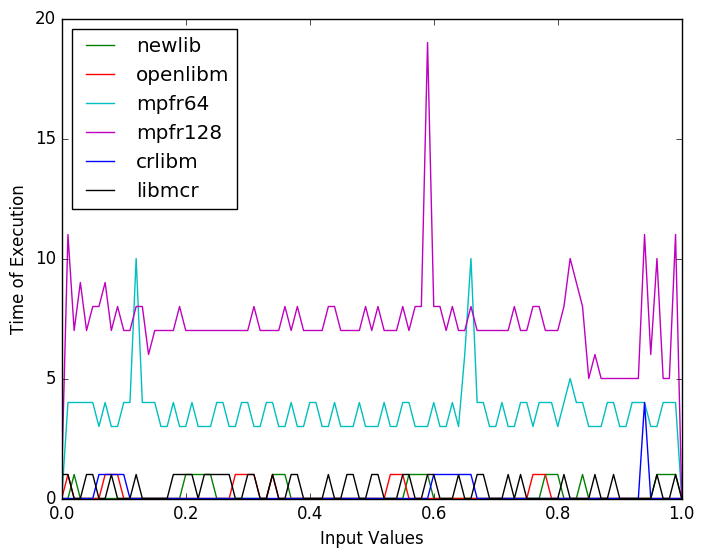 20
15
10
5
0
Time of Execution
newlib
openlibm
mpfr64
mpfr128
crlibm
libmcr
0.0 0.2 0.4 0.6 0.8 1.0
Input Values